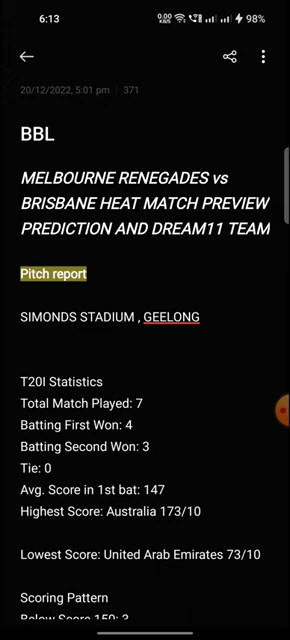 6:13
0.00
KB/S
98%
20/12/2022, 5:01 pm | 371
BBL
MELBOURNE RENEGADES vs
BRISBANE HEAT MATCH PREVIEW
PREDICTION AND DREAM11 TEAM
Pitch report
SIMONDS STADIUM , GEELONG
T20I Statistics
Total Match Played: 7
Batting First Won: 4
Batting Second Won: 3
Tie: 0
Avg. Score in 1st bat: 147
Highest Score: Australia 173/10
Lowest Score: United Arab Emirates 73/10
Scoring Pattern
Below Score 150: 3